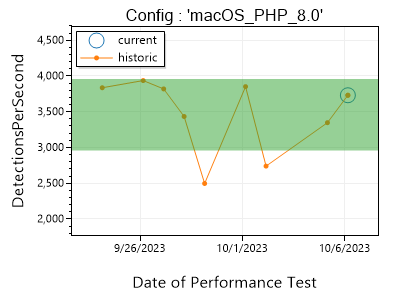 Config : 'macOS_PHP_8.0'
current
historic
4,500
4,000
3,500
3,000
2,500
2,000
DetectionsPerSecond
9/26/2023
10/1/2023
10/6/2023
Date of Performance Test